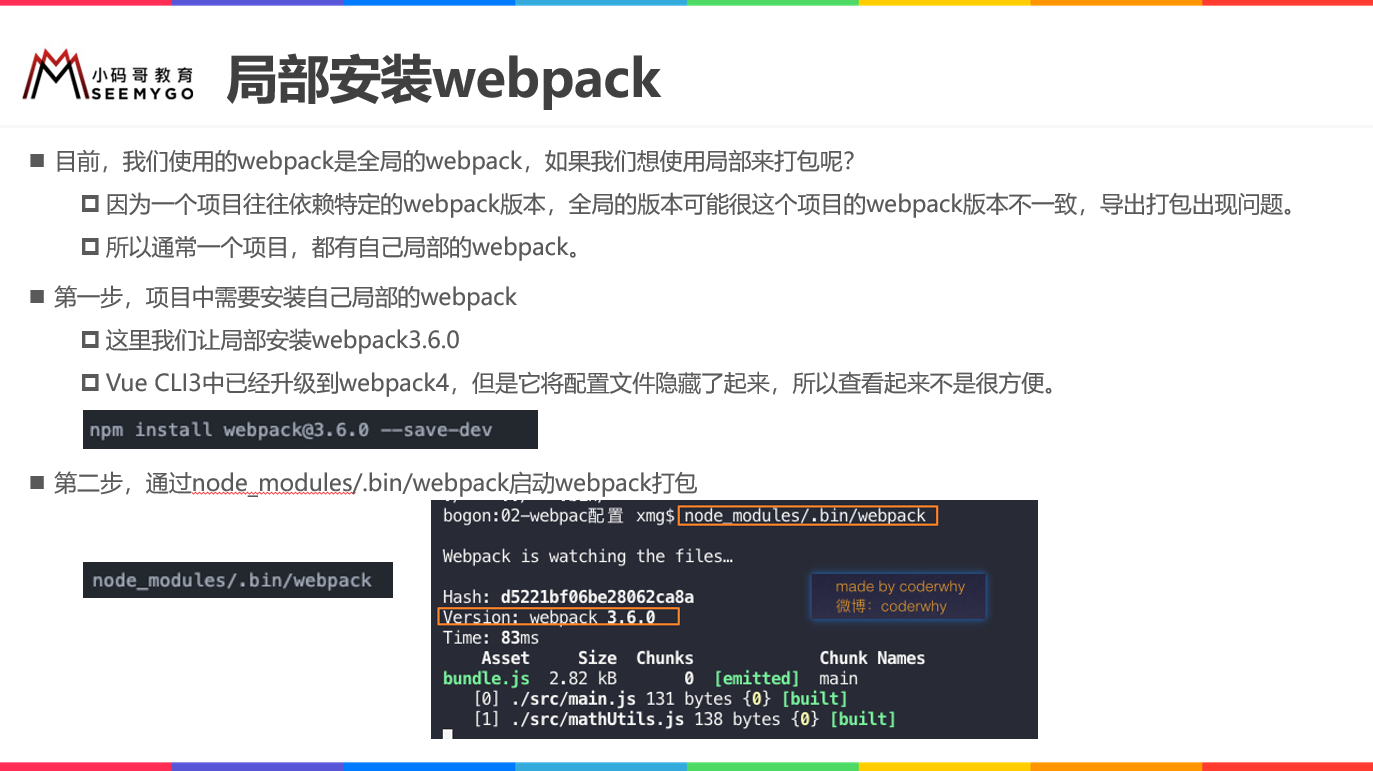 小码哥教育
SEEMYGO
局部安装webpack
目前，我们使用的webpack是全局的webpack，如果我们想使用局部来打包呢？
因为一个项目往往依赖特定的webpack版本，全局的版本可能很这个项目的webpack版本不一致，导出打包出现问题。
所以通常一个项目，都有自己局部的webpack。
第一步，项目中需要安装自己局部的webpack
这里我们让局部安装webpack3.6.0
Vue CLI3中已经升级到webpack4，但是它将配置文件隐藏了起来，所以查看起来不是很方便。
npm install webpack@3.6.0 --save-dev
第二步，通过node_modules/.bin/webpack启动webpack打包
node_modules/.bin/webpack
bogon:02-webpac配置 xmg$ node_modules/.bin/webpack
Webpack is watching the files…
Hash: d5221bf06be28062ca8a
Version: webpack 3.6.0
Time: 83ms
Asset Size Chunks Chunk Names
bundle.js 2.82 kB 0 [emitted] main
[0] ./src/main.js 131 bytes {0} [built]
[1] ./src/mathUtils.js 138 bytes {0} [built]
made by coderwhy
微博：coderwhy